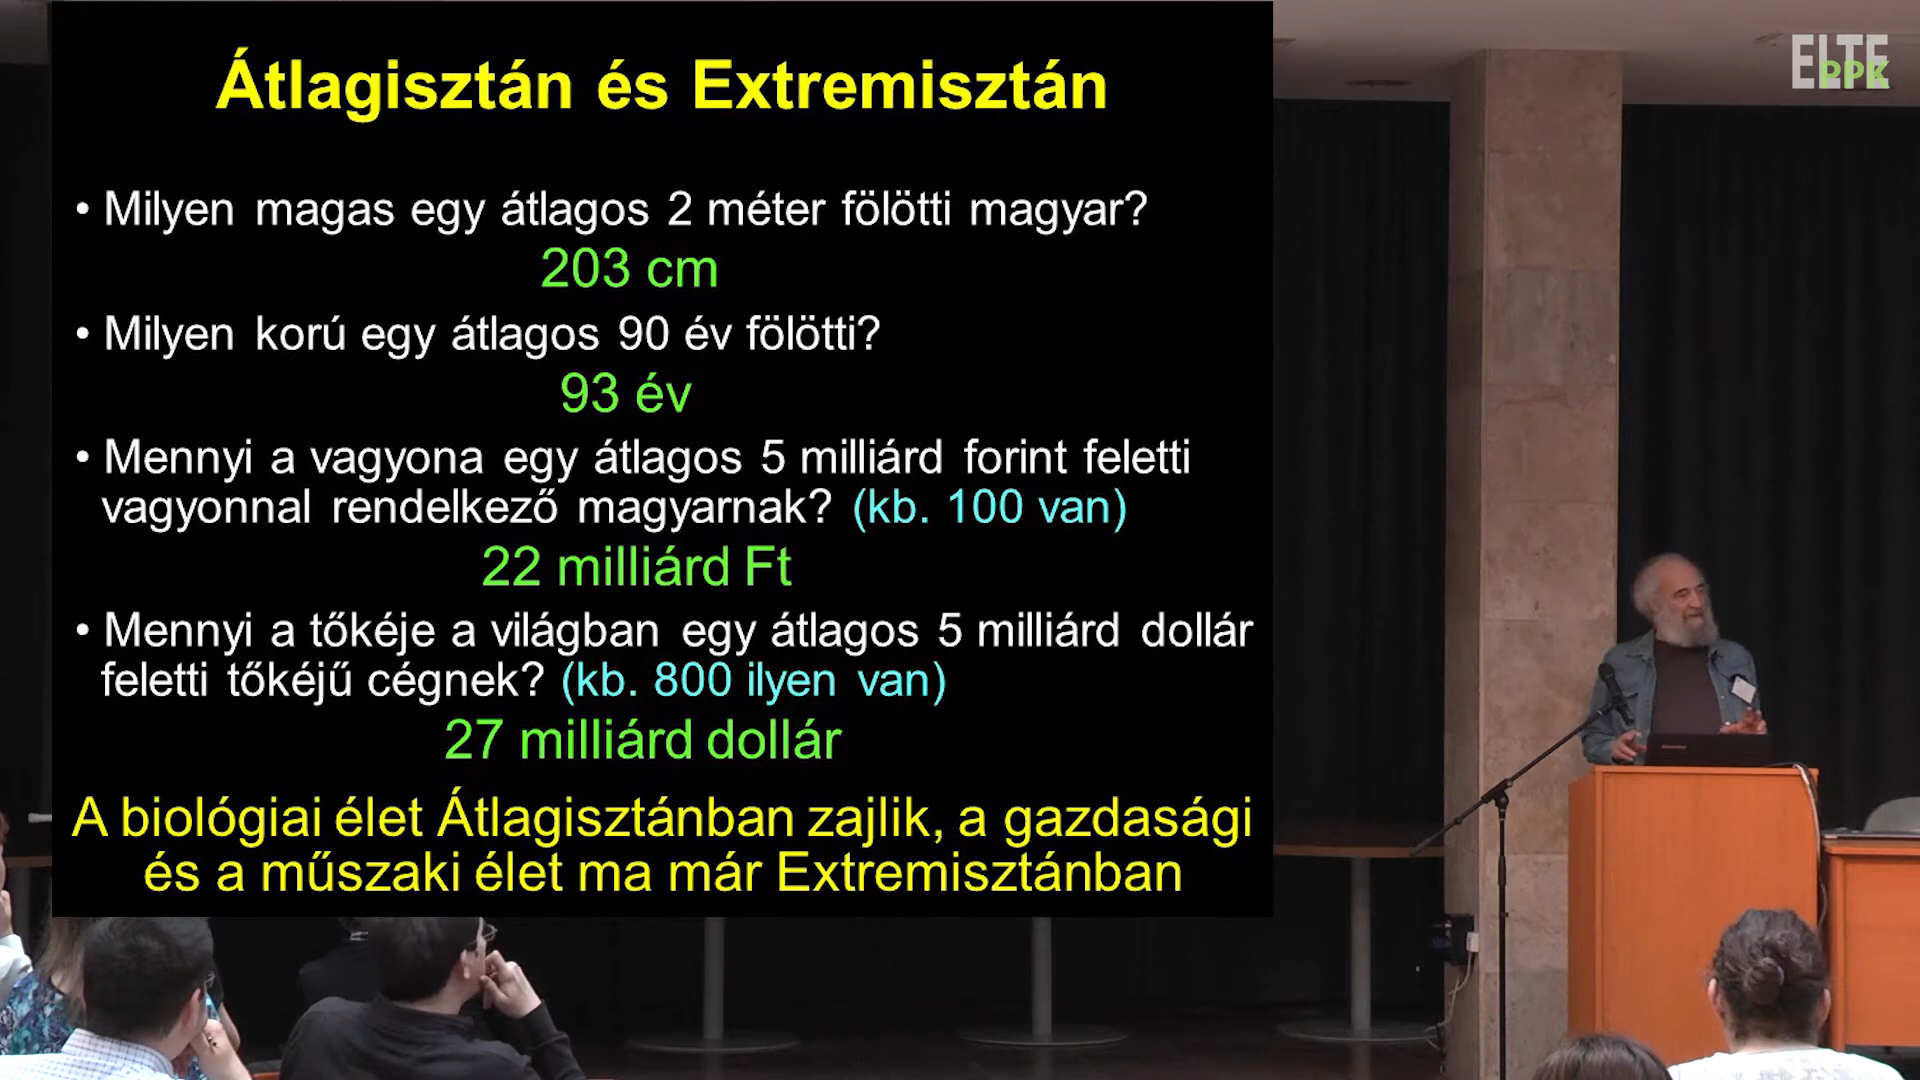 Átlagisztán és Extremisztán
• Milyen magas egy átlagos 2 méter fölötti magyar?
203 cm
• Milyen korú egy átlagos 90 év fölötti?
93 év
• Mennyi a vagyona egy átlagos 5 milliárd forint feletti
vagyonnal rendelkező magyarnak? (kb. 100 van)
22 milliárd Ft
• Mennyi a tőkéje a világban egy átlagos 5 milliárd dollár
feletti tőkéjű cégnek? (kb. 800 ilyen van)
27 milliárd dollár
A biológiai élet Átlagisztánban zajlik, a gazdasági
és a műszaki élet ma már Extremisztánban
ELTE
PPK